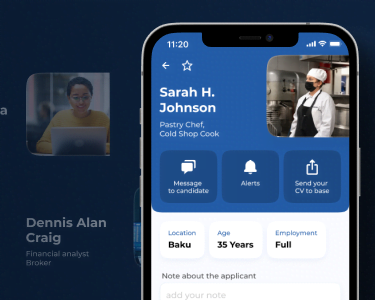 11:20
a
Sarah H.
Johnson
Pastry Chef,
Cold Shop Cook
Message
to candidate
Alerts
Send your
CV to base
Dennis Alan
Craig
Financial analyst
Broker
Location
Baku
Age
35 Years
Employment
Full
Note about the applicant
add your note